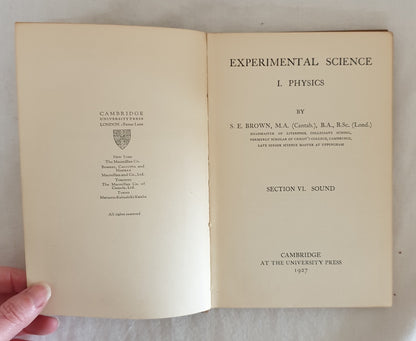 CAMBRIDGE
UNIVERSITY PRESS
LONDON: Fetter Lane
New York
The Macmillan Co.
Bombay, Calcutta and
Madras
Macmillan and Co., Ltd.
Toronto
The Macmillan Co. of
Canada, Ltd.
Tokyo
Maruzen-Kabushiki-Kaisha
All rights reserved
EXPERIMENTAL SCIENCE
I. PHYSICS
BY
S. E. BROWN, M.A. (Cantab.), B.A., B.Sc. (Lond.)
HEADMASTER OF LIVERPOOL COLLEGIATE SCHOOL,
FORMERLY SCHOLAR OF CHRIST'S COLLEGE, CAMBRIDGE,
LATE SENIOR SCIENCE MASTER AT UPPINGHAM
SECTION VI. SOUND
CAMBRIDGE
AT THE UNIVERSITY PRESS
1927